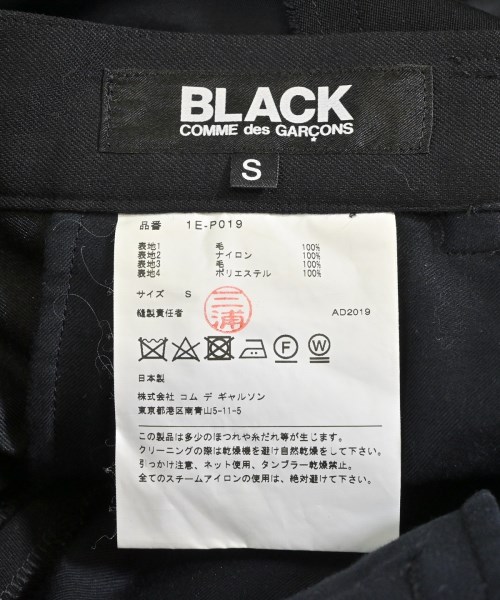 BLACK
COMME des GARÇONS
S
品番 1E-P019
表地1 毛 100%
表地2 ナイロン 100%
表地3 毛 100%
表地4 ポリエステル 100%
サイズ S
縫製責任者 三浦 AD2019
F W
日本製
株式会社 コム デ ギャルソン
東京都港区南青山5-11-5
この製品は多少のほつれや糸だれ等が生じます。
クリーニングの際は乾燥機を避け自然乾燥をして下さい。
引っかけ注意、ネット使用、タンブラー乾燥禁止。
全てのスチームアイロンの使用は、絶対避けて下さい。